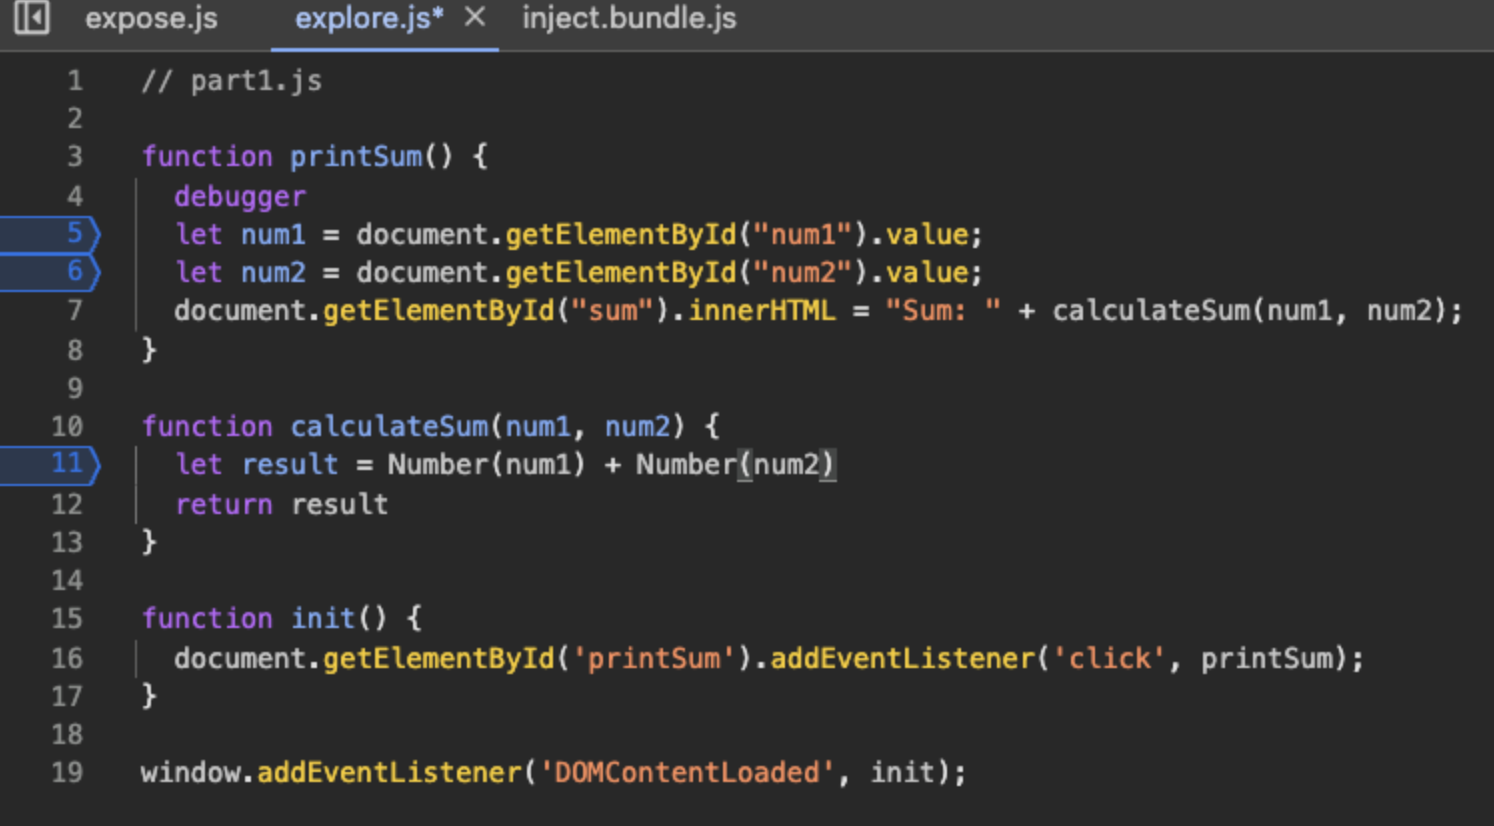 expose.js explore.js* × inject.bundle.js
1 // part1.js
2
3 function printSum() {
4   debugger
5   let num1 = document.getElementById("num1").value;
6   let num2 = document.getElementById("num2").value;
7   document.getElementById("sum").innerHTML = "Sum: " + calculateSum(num1, num2);
8 }
9
10 function calculateSum(num1, num2) {
11   let result = Number(num1) + Number(num2)
12   return result
13 }
14
15 function init() {
16   document.getElementById('printSum').addEventListener('click', printSum);
17 }
18
19 window.addEventListener('DOMContentLoaded', init);